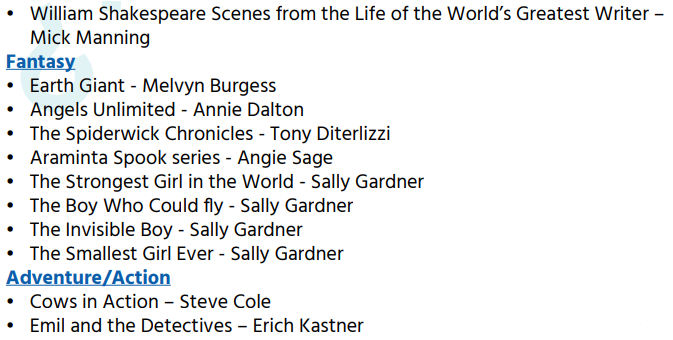 • William Shakespeare Scenes from the Life of the World’s Greatest Writer –
Mick Manning
Fantasy
• Earth Giant - Melvyn Burgess
• Angels Unlimited - Annie Dalton
• The Spiderwick Chronicles - Tony Diterlizzi
• Araminta Spook series - Angie Sage
• The Strongest Girl in the World - Sally Gardner
• The Boy Who Could fly - Sally Gardner
• The Invisible Boy - Sally Gardner
• The Smallest Girl Ever - Sally Gardner
Adventure/Action
• Cows in Action – Steve Cole
• Emil and the Detectives – Erich Kastner